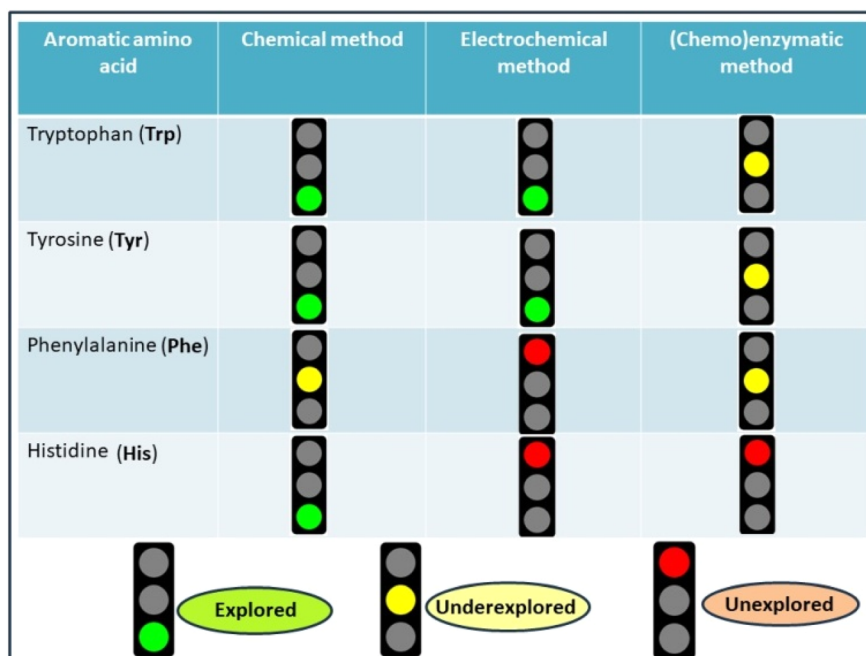 Aromatic amino acid
Chemical method
Electrochemical method
(Chemo)enzymatic method
Tryptophan (Trp)
Tyrosine (Tyr)
Phenylalanine (Phe)
Histidine (His)
Explored
Underexplored
Unexplored